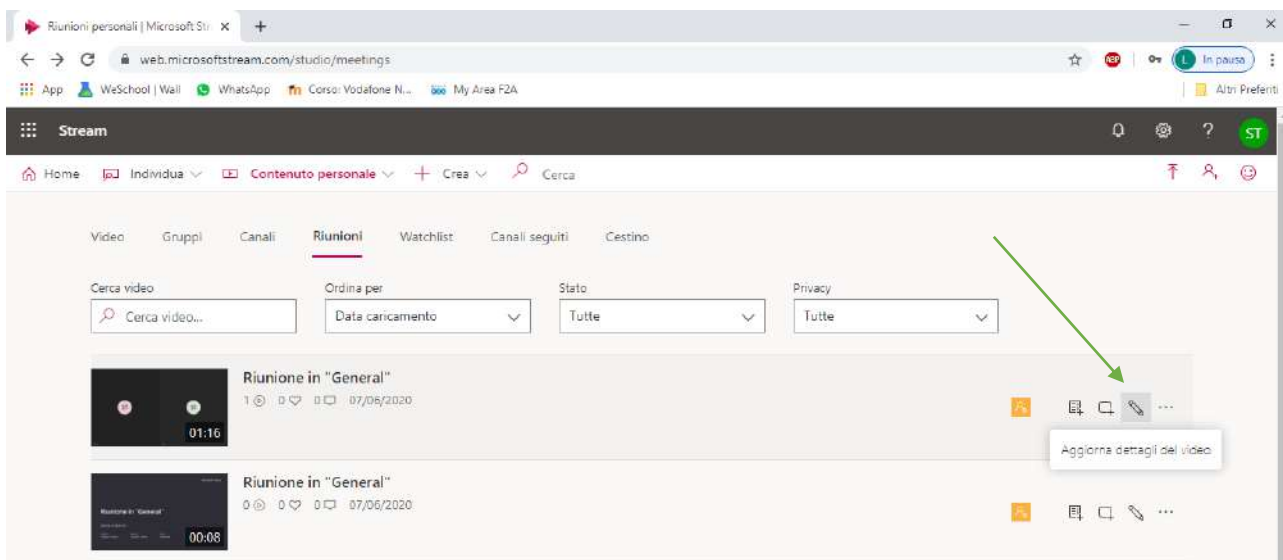 Riunioni personali | Microsoft Str
web.microsoftstream.com/studio/meetings
ABP
L In pausa
App WeSchool | Wall WhatsApp Corso: Vodafone N... My Area F2A Altri Preferiti
Stream ? ST
Home Individua Contenuto personale Crea Cerca
Video Gruppi Canali Riunioni Watchlist Canali seguiti Cestino
Cerca video Ordina per Stato Privacy
Cerca video... Data caricamento Tutte Tutte
Riunione in "General"
1 0 0 07/06/2020
01:16
Aggiorna dettagli del video
Riunione in "General"
0 0 0 07/06/2020
Riunione in "General"
00:08